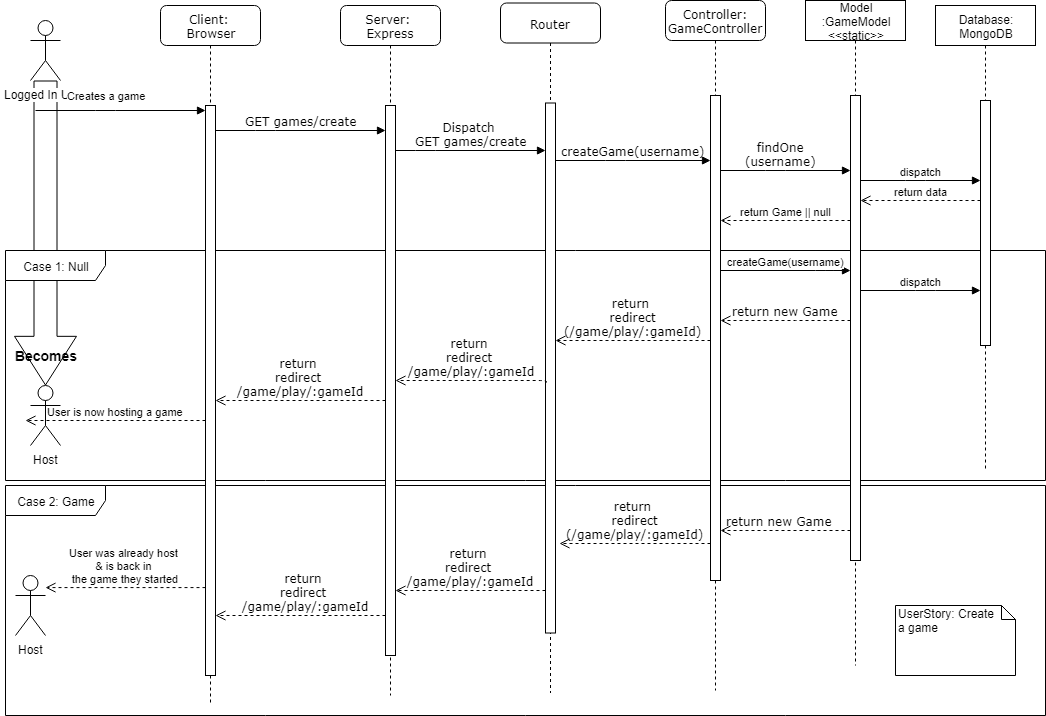 Client:
Browser
Server:
Express
Router
Controller:
GameController
Model
:GameModel
<<static>>
Database:
MongoDB
Logged In
Creates a game
GET games/create
Dispatch
GET games/create
createGame(username)
findOne
(username)
dispatch
return data
return Game || null
Case 1: Null
createGame(username)
dispatch
return new Game
return
redirect
(/game/play/:gameId)
return
redirect
/game/play/:gameId
return
redirect
/game/play/:gameId
Becomes
User is now hosting a game
Host
Case 2: Game
return new Game
return
redirect
(/game/play/:gameId)
return
redirect
/game/play/:gameId
return
redirect
/game/play/:gameId
User was already host
& is back in
the game they started
Host
UserStory: Create
a game